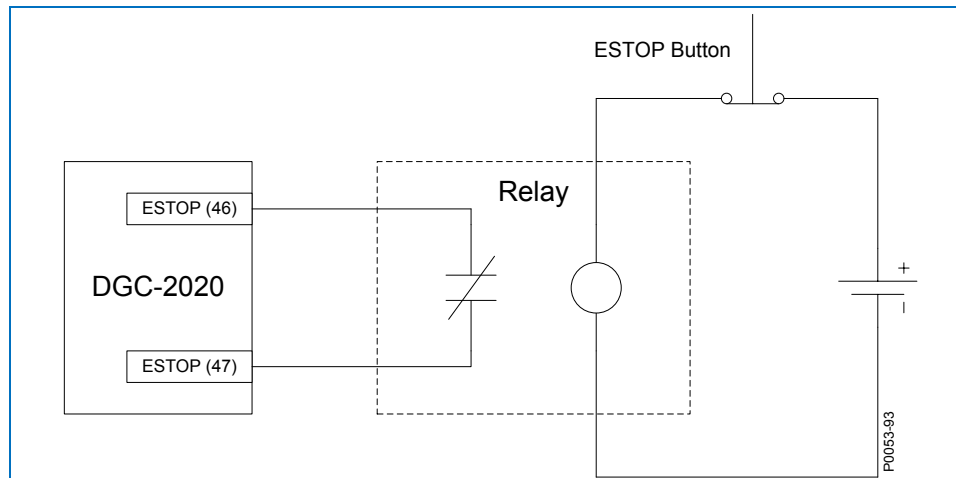 ESTOP Button
Relay
ESTOP (46)
DGC-2020
ESTOP (47)
+
–
P0053-93